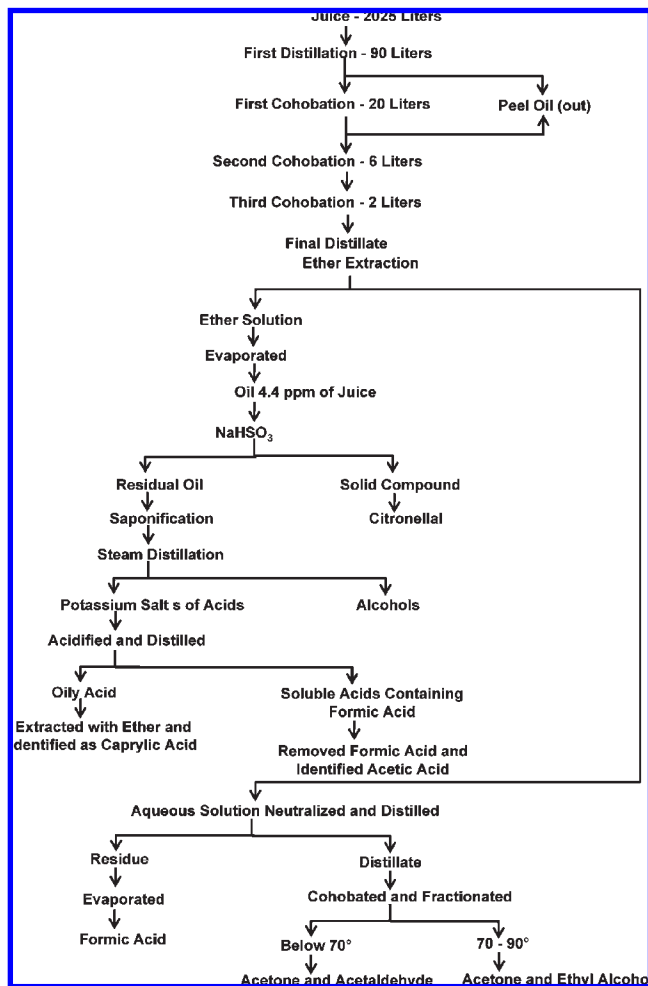 Juice - 2025 Liters
First Distillation - 90 Liters
First Cohobation - 20 Liters
Peel Oil (out)
Second Cohobation - 6 Liters
Third Cohobation - 2 Liters
Final Distillate
Ether Extraction
Ether Solution
Evaporated
Oil 4.4 ppm of Juice
NaHSO3
Residual Oil
Solid Compound
Saponification
Citronellal
Steam Distillation
Potassium Salt s of Acids
Alcohols
Acidified and Distilled
Oily Acid
Soluble Acids Containing
Formic Acid
Extracted with Ether and
dentified as Caprylic Acid
Removed Formic Acid and
Identified Acetic Acid
Aqueous Solution Neutralized and Distilled
Residue
Distillate
Evaporated
Cohobated and Fractionated
Formic Acid
Below 70°
70 - 90°
Acetone and Acetaldehyde
Acetone and Ethyl Alcoho